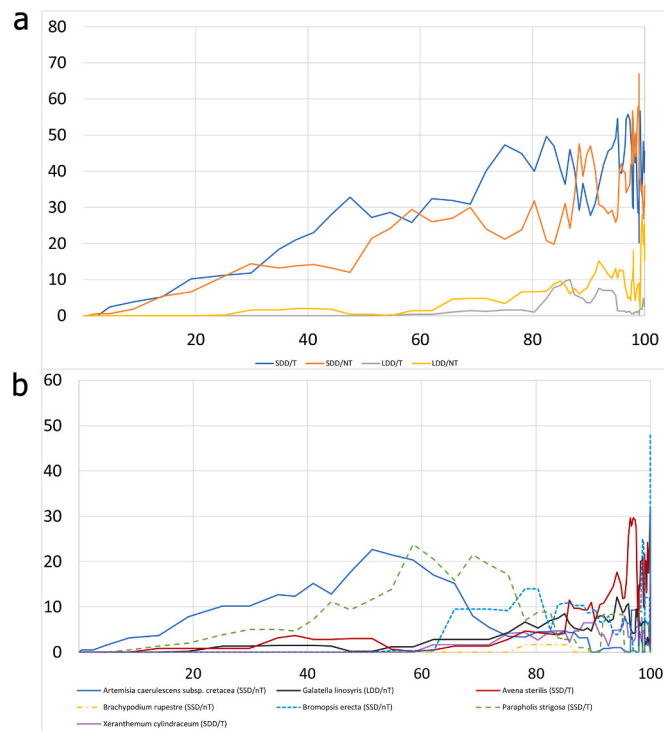 a
80
70
60
50
40
30
20
10
0
20 40 60 80 100
SDD/T SDD/NT LDD/T LDD/NT
b
60
50
40
30
20
10
0
20 40 60 80 100
Artemisia caerulescens subsp. cretacea (SSD/nT) Galatella linosyris (LDD/nT) Avena sterilis (SSD/T)
Brachypodium rupestre (SSD/nT) Bromopsis erecta (SSD/nT) Parapholis strigosa (SSD/T)
Xeranthemum cylindraceum (SDD/T)